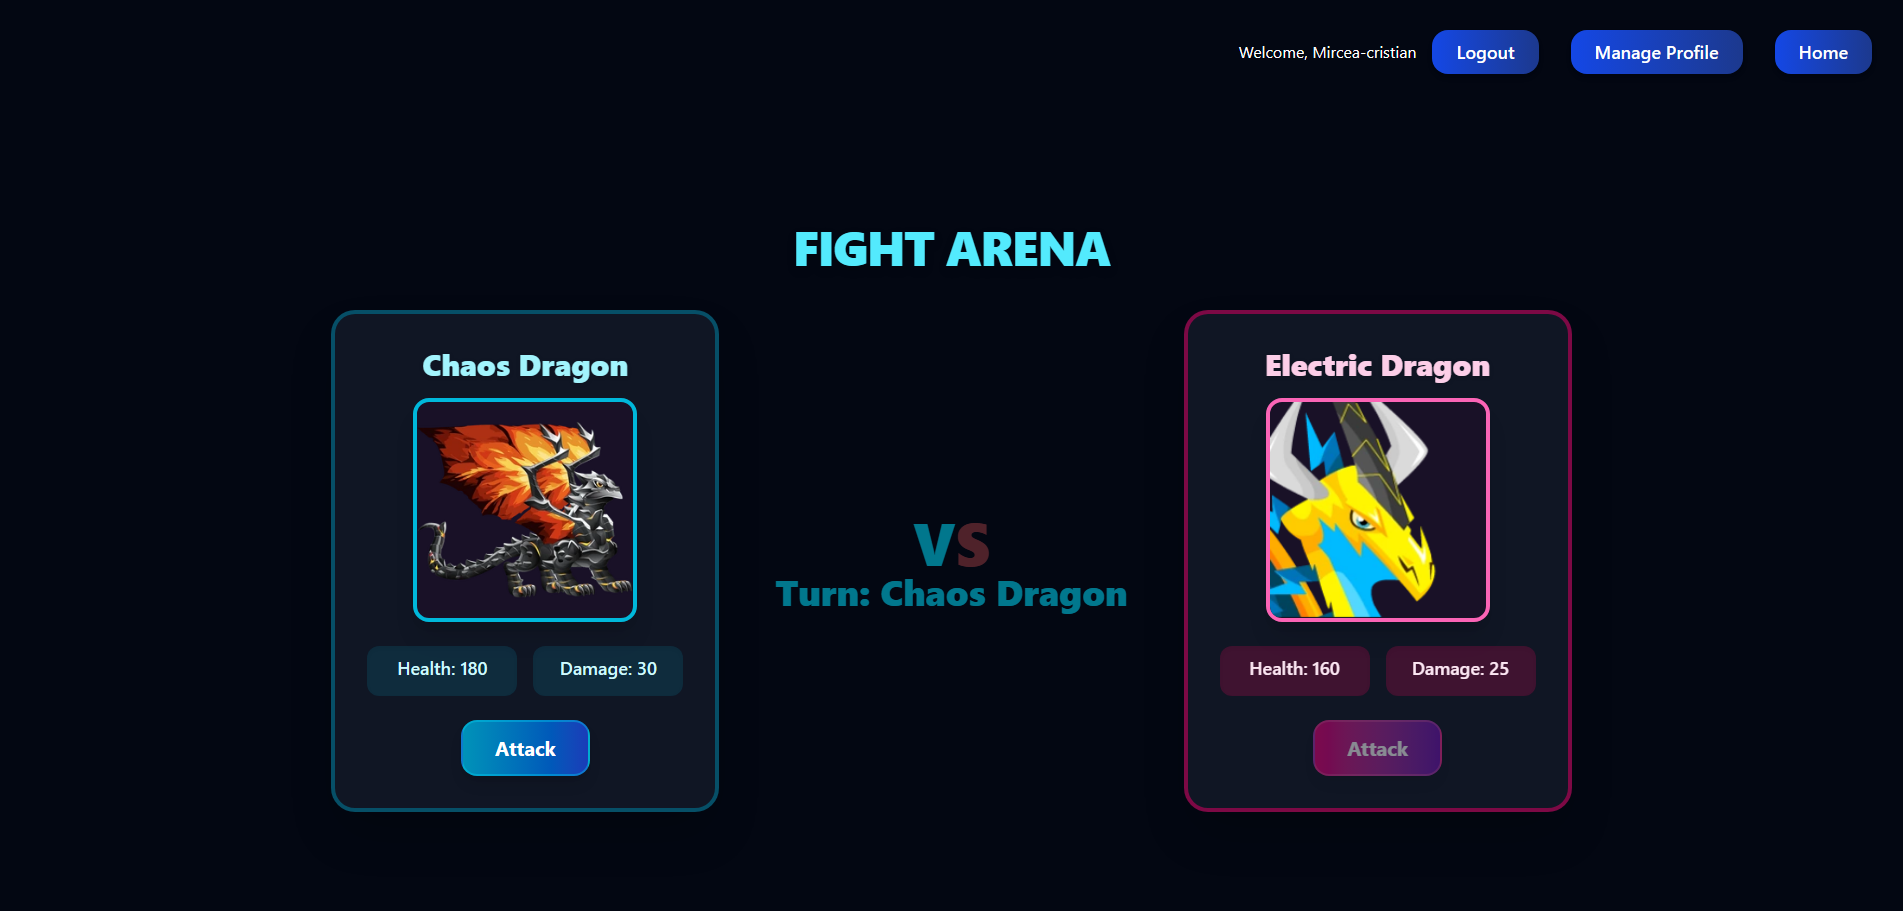 Welcome, Mircea-cristian Logout Manage Profile Home
FIGHT ARENA
Chaos Dragon
Health: 180 Damage: 30
Attack
VS
Turn: Chaos Dragon
Electric Dragon
Health: 160 Damage: 25
Attack